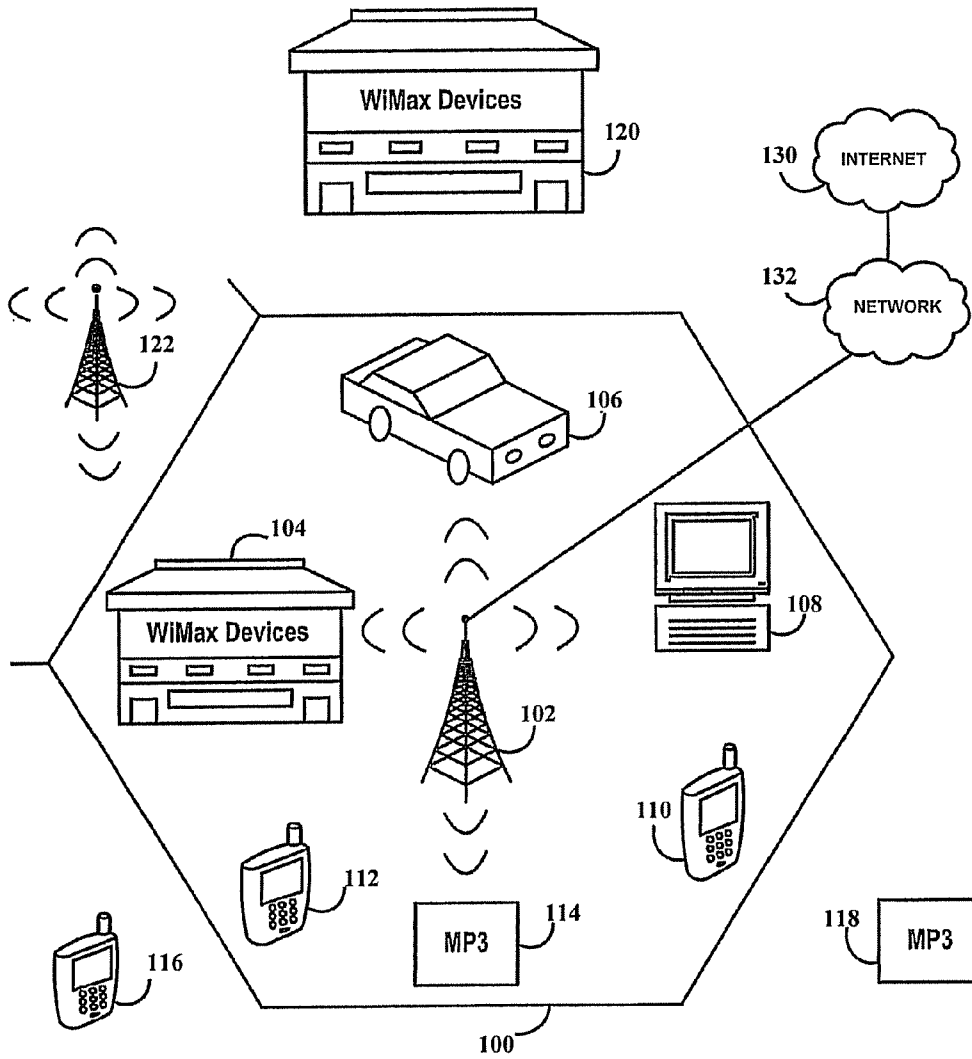 WiMax Devices
120
130
INTERNET
132
NETWORK
122
106
104
WiMax Devices
108
102
110
112
114
MP3
118
MP3
116
100